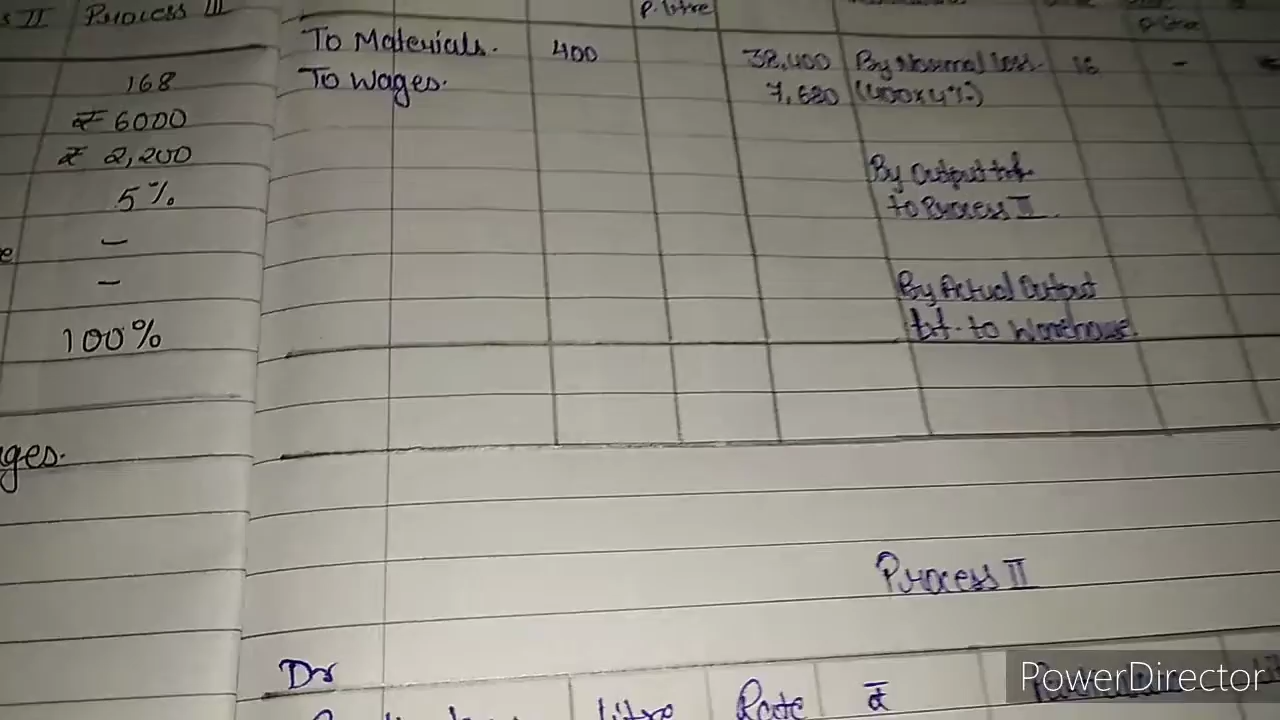 s II Process III
168
₹ 6000
₹ 2,200
5%
e -
-
100%
ges.
P. litre
To Materials. 400 38,400 By Normal loss. 16 -
To Wages. 7,680 (400x4%)
By Output trf.
to Process II.
By Actual Output
trf. to Warehouse.
Process II
Dr
litre Rate ₹
PowerDirector